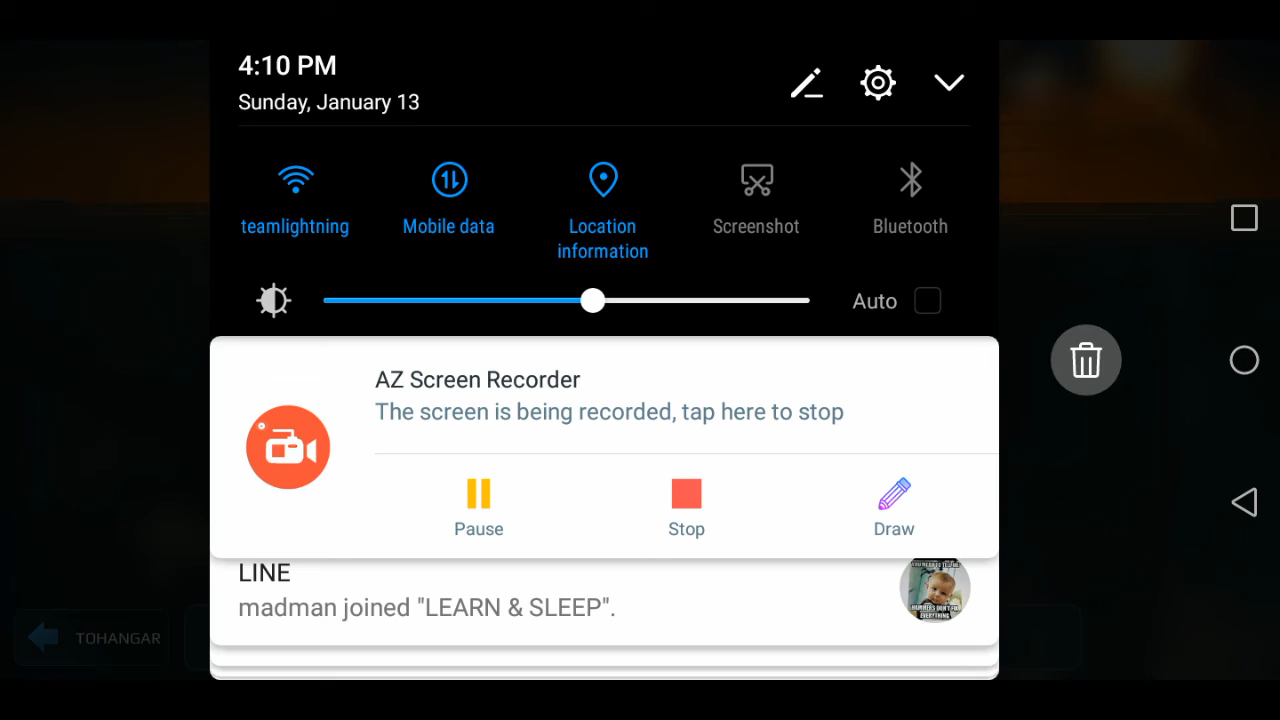 4:10 PM
Sunday, January 13
teamlightning
Mobile data
Location
information
Screenshot
Bluetooth
Auto
AZ Screen Recorder
The screen is being recorded, tap here to stop
Pause
Stop
Draw
LINE
madman joined "LEARN & SLEEP".
TOHANGAR